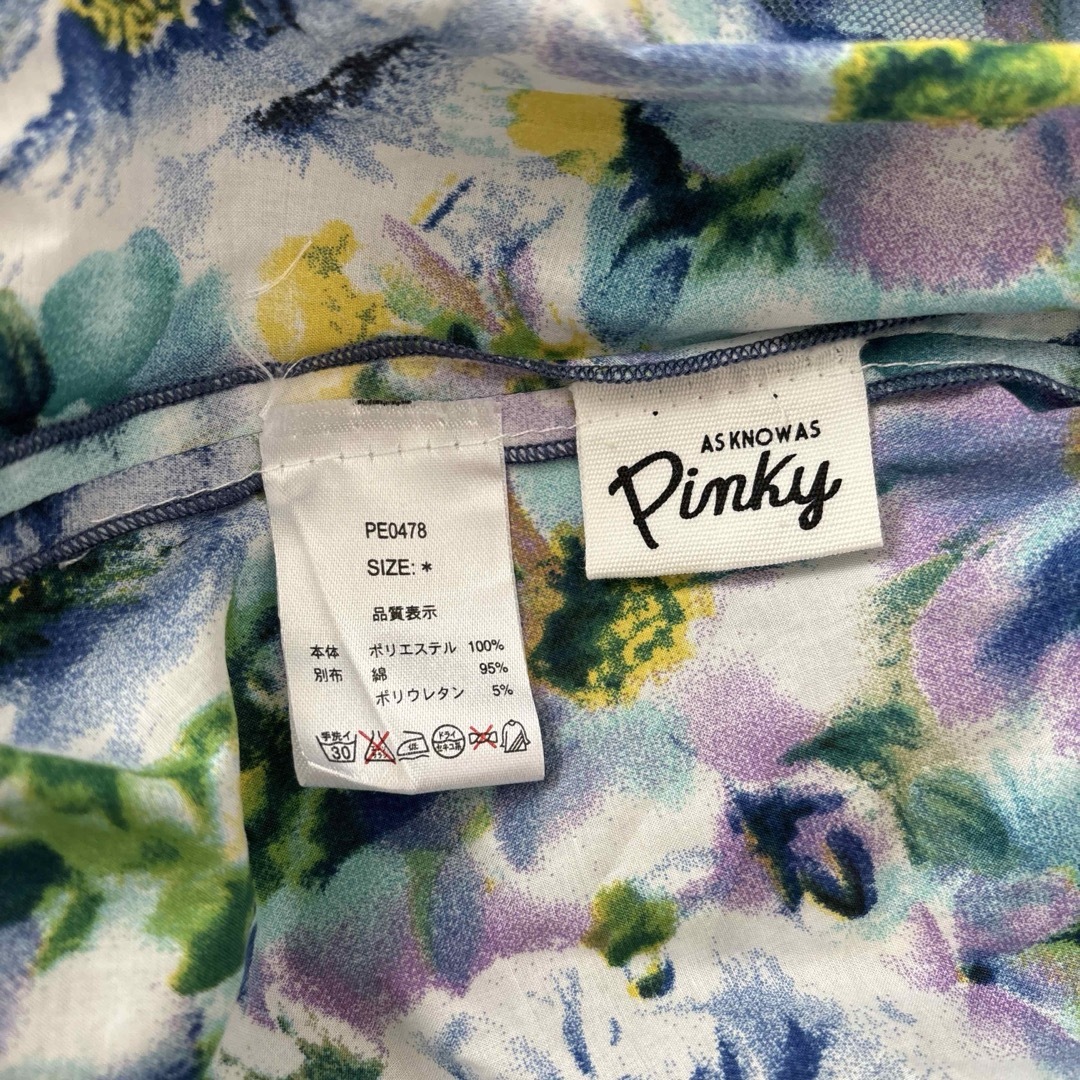 AS KNOW AS
Pinky
PE0478
SIZE: *
品質表示
本体 ポリエステル 100%
別布 綿 95%
ポリウレタン 5%
手洗イ
30
ドライ
セキユ系